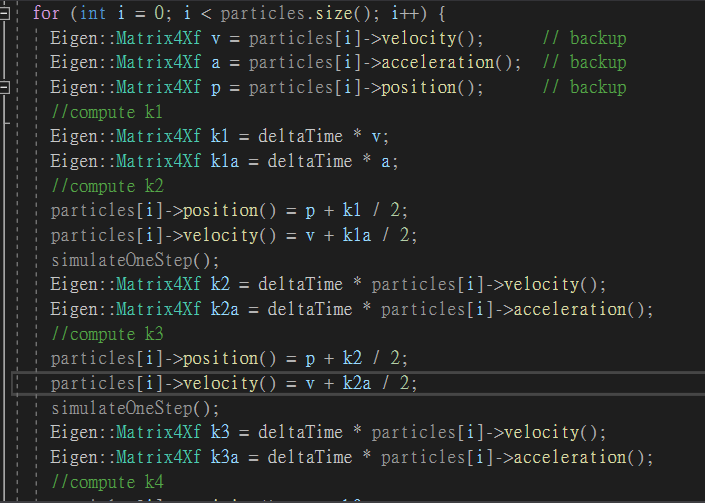 for (int i = 0; i < particles.size(); i++) {
Eigen::Matrix4Xf v = particles[i]->velocity();      // backup
Eigen::Matrix4Xf a = particles[i]->acceleration();  // backup
Eigen::Matrix4Xf p = particles[i]->position();      // backup
//compute k1
Eigen::Matrix4Xf k1 = deltaTime * v;
Eigen::Matrix4Xf k1a = deltaTime * a;
//compute k2
particles[i]->position() = p + k1 / 2;
particles[i]->velocity() = v + k1a / 2;
simulateOneStep();
Eigen::Matrix4Xf k2 = deltaTime * particles[i]->velocity();
Eigen::Matrix4Xf k2a = deltaTime * particles[i]->acceleration();
//compute k3
particles[i]->position() = p + k2 / 2;
particles[i]->velocity() = v + k2a / 2;
simulateOneStep();
Eigen::Matrix4Xf k3 = deltaTime * particles[i]->velocity();
Eigen::Matrix4Xf k3a = deltaTime * particles[i]->acceleration();
//compute k4